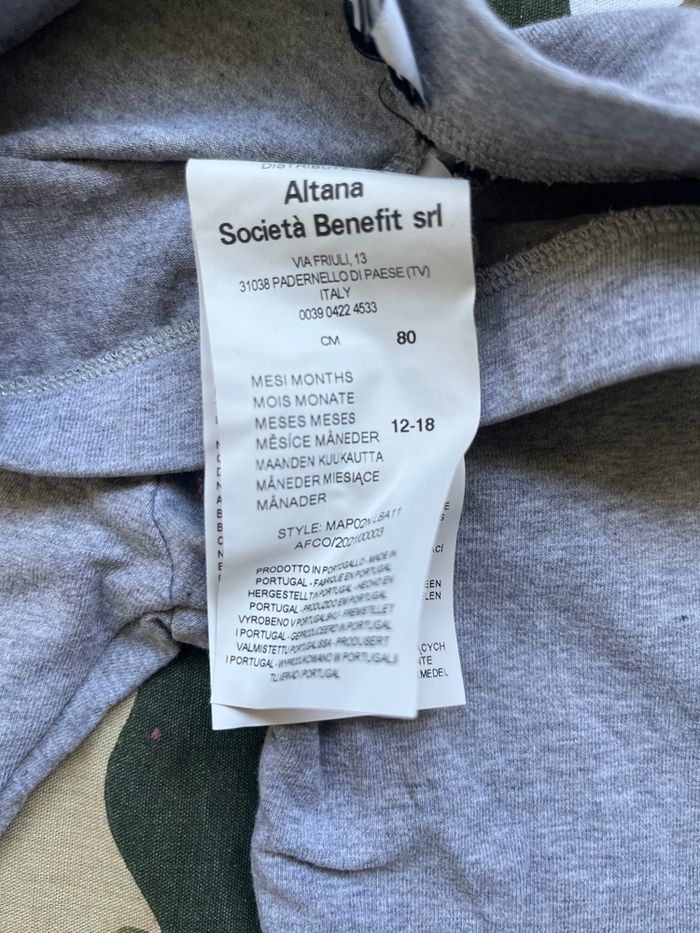 Altana
Società Benefit srl
VIA FRIULI, 13
31038 PADERNELLO DI PAESE (TV)
ITALY
0039 0422 4533
CM 80
MESI MONTHS
MOIS MONATE
MESES MESES
MĚSÍCE MÅNEDER 12-18
MAANDEN KUUKAUTTA
MÅNEDER MIESIĄCE
MÅNADER
STYLE:
PRODOTTO IN PORTOGALLO - MADE IN
PORTUGAL - FABRIQUE EN PORTUGAL
HERGESTELLT IN PORTUGAL - HECHO EN
PORTUGAL - PRODUZIDO EM PORTUGAL
VYROBENO V PORTUGALSKU - FREMSTILLET
I PORTUGAL - GEPRODUCEERD IN PORTUGAL
VALMISTETTU PORTUGALISSA - PRODUSERT
I PORTUGAL - WYPRODUKOWANO W PORTUGALII
TILLVERKAD I PORTUGAL